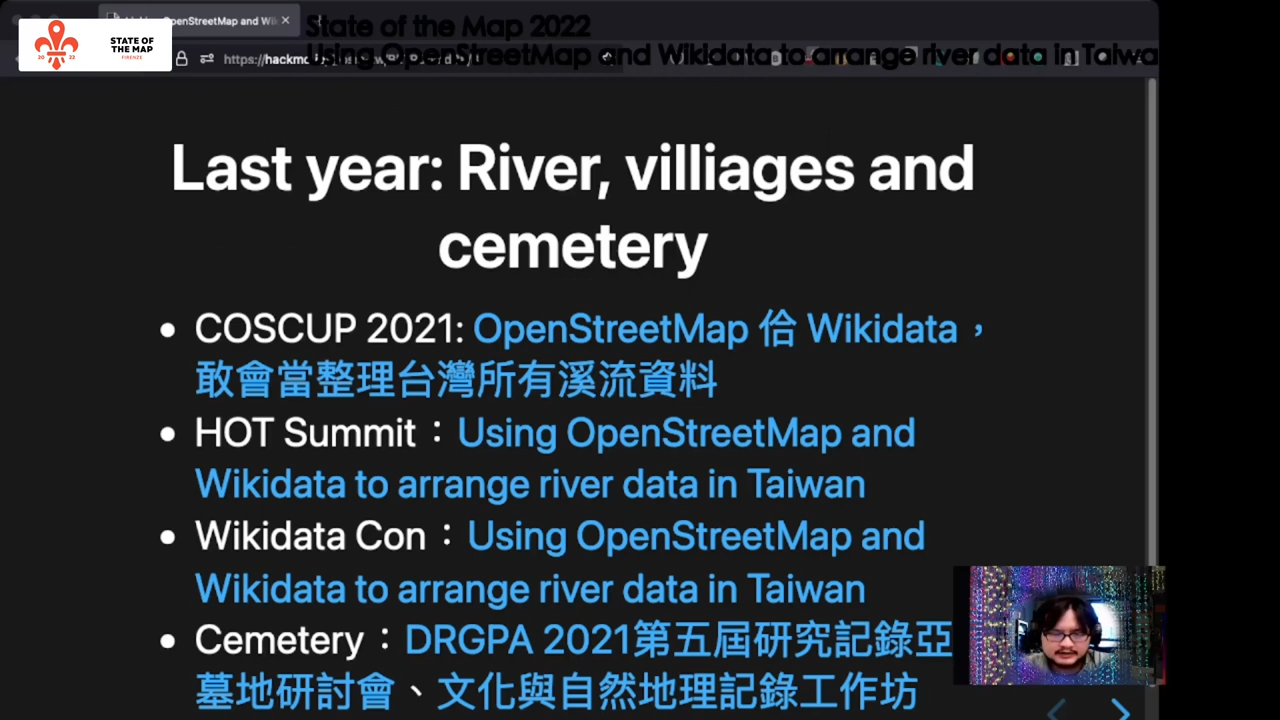 State of the Map 2022
Using OpenStreetMap and Wikidata to arrange river data in Taiwa
OpenStreetMap and Wi
STATE OF
THE MAP
FIRENZE
2022
Last year: River, villiages and
cemetery
COSCUP 2021: OpenStreetMap 佮 Wikidata，
敢會當整理台灣所有溪流資料
HOT Summit：Using OpenStreetMap and
Wikidata to arrange river data in Taiwan
Wikidata Con：Using OpenStreetMap and
Wikidata to arrange river data in Taiwan
Cemetery：DRGPA 2021第五屆研究記錄亞
墓地研討會、文化與自然地理記錄工作坊